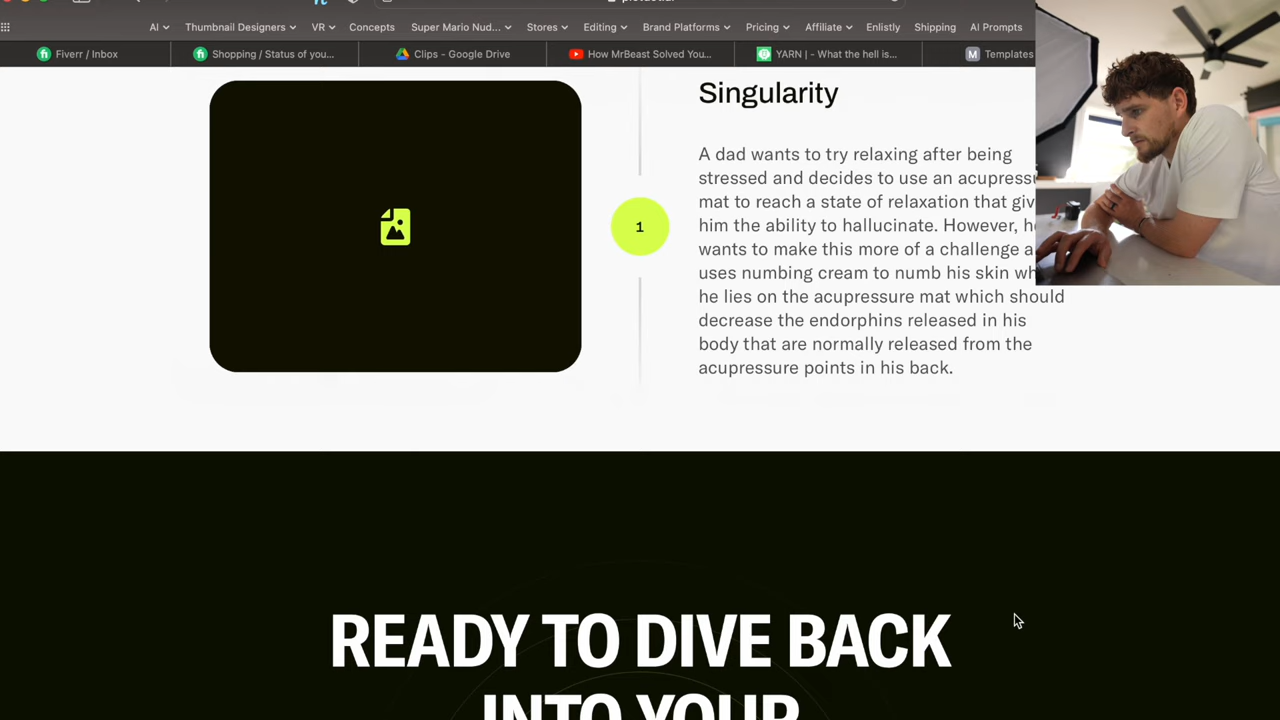 AI
Thumbnail Designers
VR
Concepts
Super Mario Nud...
Stores
Editing
Brand Platforms
Pricing
Affiliate
Enlistly
Shipping
AI Prompts
Fiverr / Inbox
Shopping / Status of you...
Clips - Google Drive
How MrBeast Solved You...
YARN | - What the hell is...
Templates
Singularity
A dad wants to try relaxing after being
stressed and decides to use an
mat to reach a state of relaxation that
him the ability to hallucinate. However,
wants to make this more of a challenge
uses numbing cream to numb his skin
he lies on the acupressure mat which should
decrease the endorphins released in his
body that are normally released from the
acupressure points in his back.
1
READY TO DIVE BACK
INTO YOUR